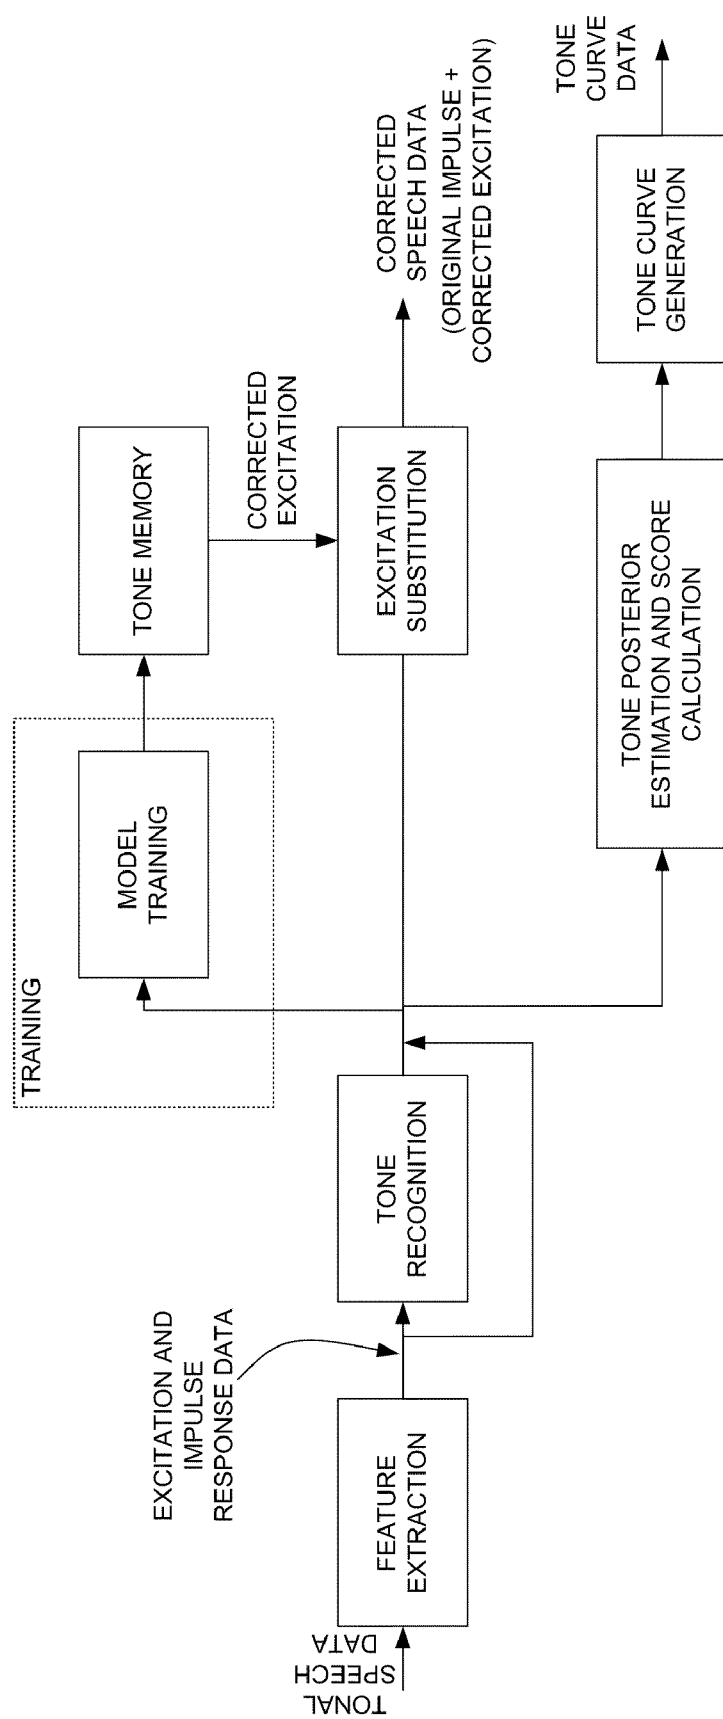 TONAL
SPEECH
DATA
FEATURE
EXTRACTION
EXCITATION AND
IMPULSE
RESPONSE DATA
TONE
RECOGNITION
TRAINING
MODEL
TRAINING
TONE MEMORY
CORRECTED
EXCITATION
EXCITATION
SUBSTITUTION
CORRECTED
SPEECH DATA
(ORIGINAL IMPULSE +
CORRECTED EXCITATION)
TONE POSTERIOR
ESTIMATION AND SCORE
CALCULATION
TONE CURVE
GENERATION
TONE
CURVE
DATA